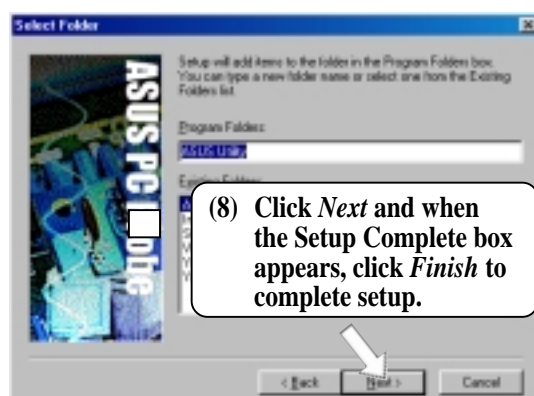 Select Folder
ASUS PC Probe
Setup will add items to the folder in the Program Folders box.
You can type a new folder name or select one from the Existing
Folders list.
Program Folders:
ASUS Utility
Existing Folders:
(8) Click Next and when
the Setup Complete box
appears, click Finish to
complete setup.
< Back
Next >
Cancel